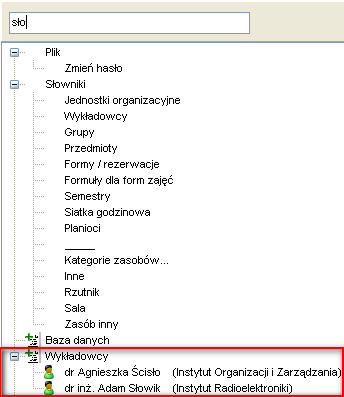 sło
Plik
Zmień hasło
Słowniki
Jednostki organizacyjne
Wykładowcy
Grupy
Przedmioty
Formy / rezerwacje
Formuły dla form zajęć
Semestry
Siatka godzinowa
Planioci
_____
Kategorie zasobów...
Inne
Rzutnik
Sala
Zasób inny
Baza danych
Wykładowcy
dr Agnieszka Ścisło (Instytut Organizacji i Zarządzania)
dr inż. Adam Słowik (Instytut Radioelektroniki)